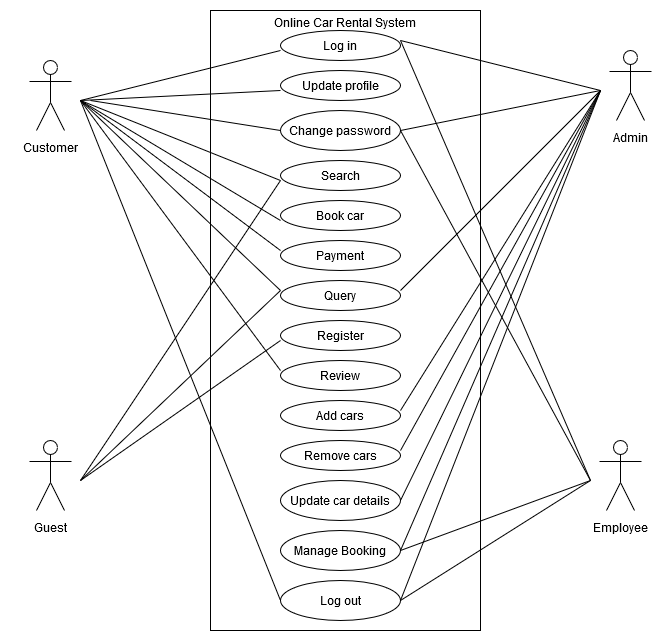 Online Car Rental System
Log in
Update profile
Change password
Search
Book car
Payment
Query
Register
Review
Add cars
Remove cars
Update car details
Manage Booking
Log out
Customer
Admin
Guest
Employee